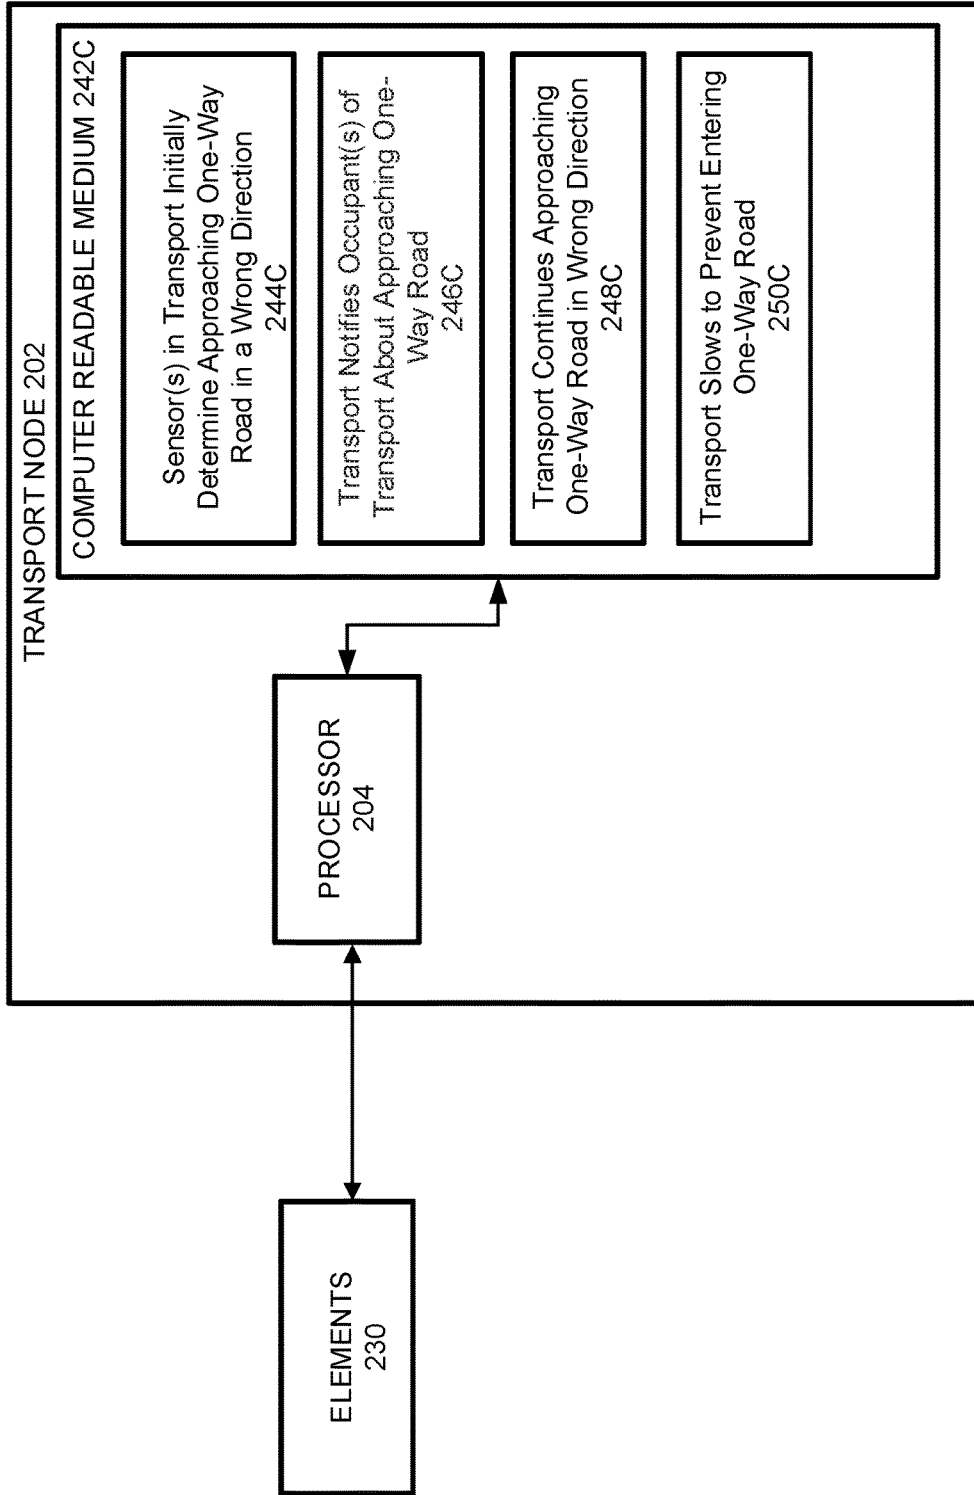 TRANSPORT NODE 202
COMPUTER READABLE MEDIUM 242C
Sensor(s) in Transport Initially
Determine Approaching One-Way
Road in a Wrong Direction
244C
Transport Notifies Occupant(s) of
Transport About Approaching One-
Way Road
246C
Transport Continues Approaching
One-Way Road in Wrong Direction
248C
Transport Slows to Prevent Entering
One-Way Road
250C
PROCESSOR
204
ELEMENTS
230